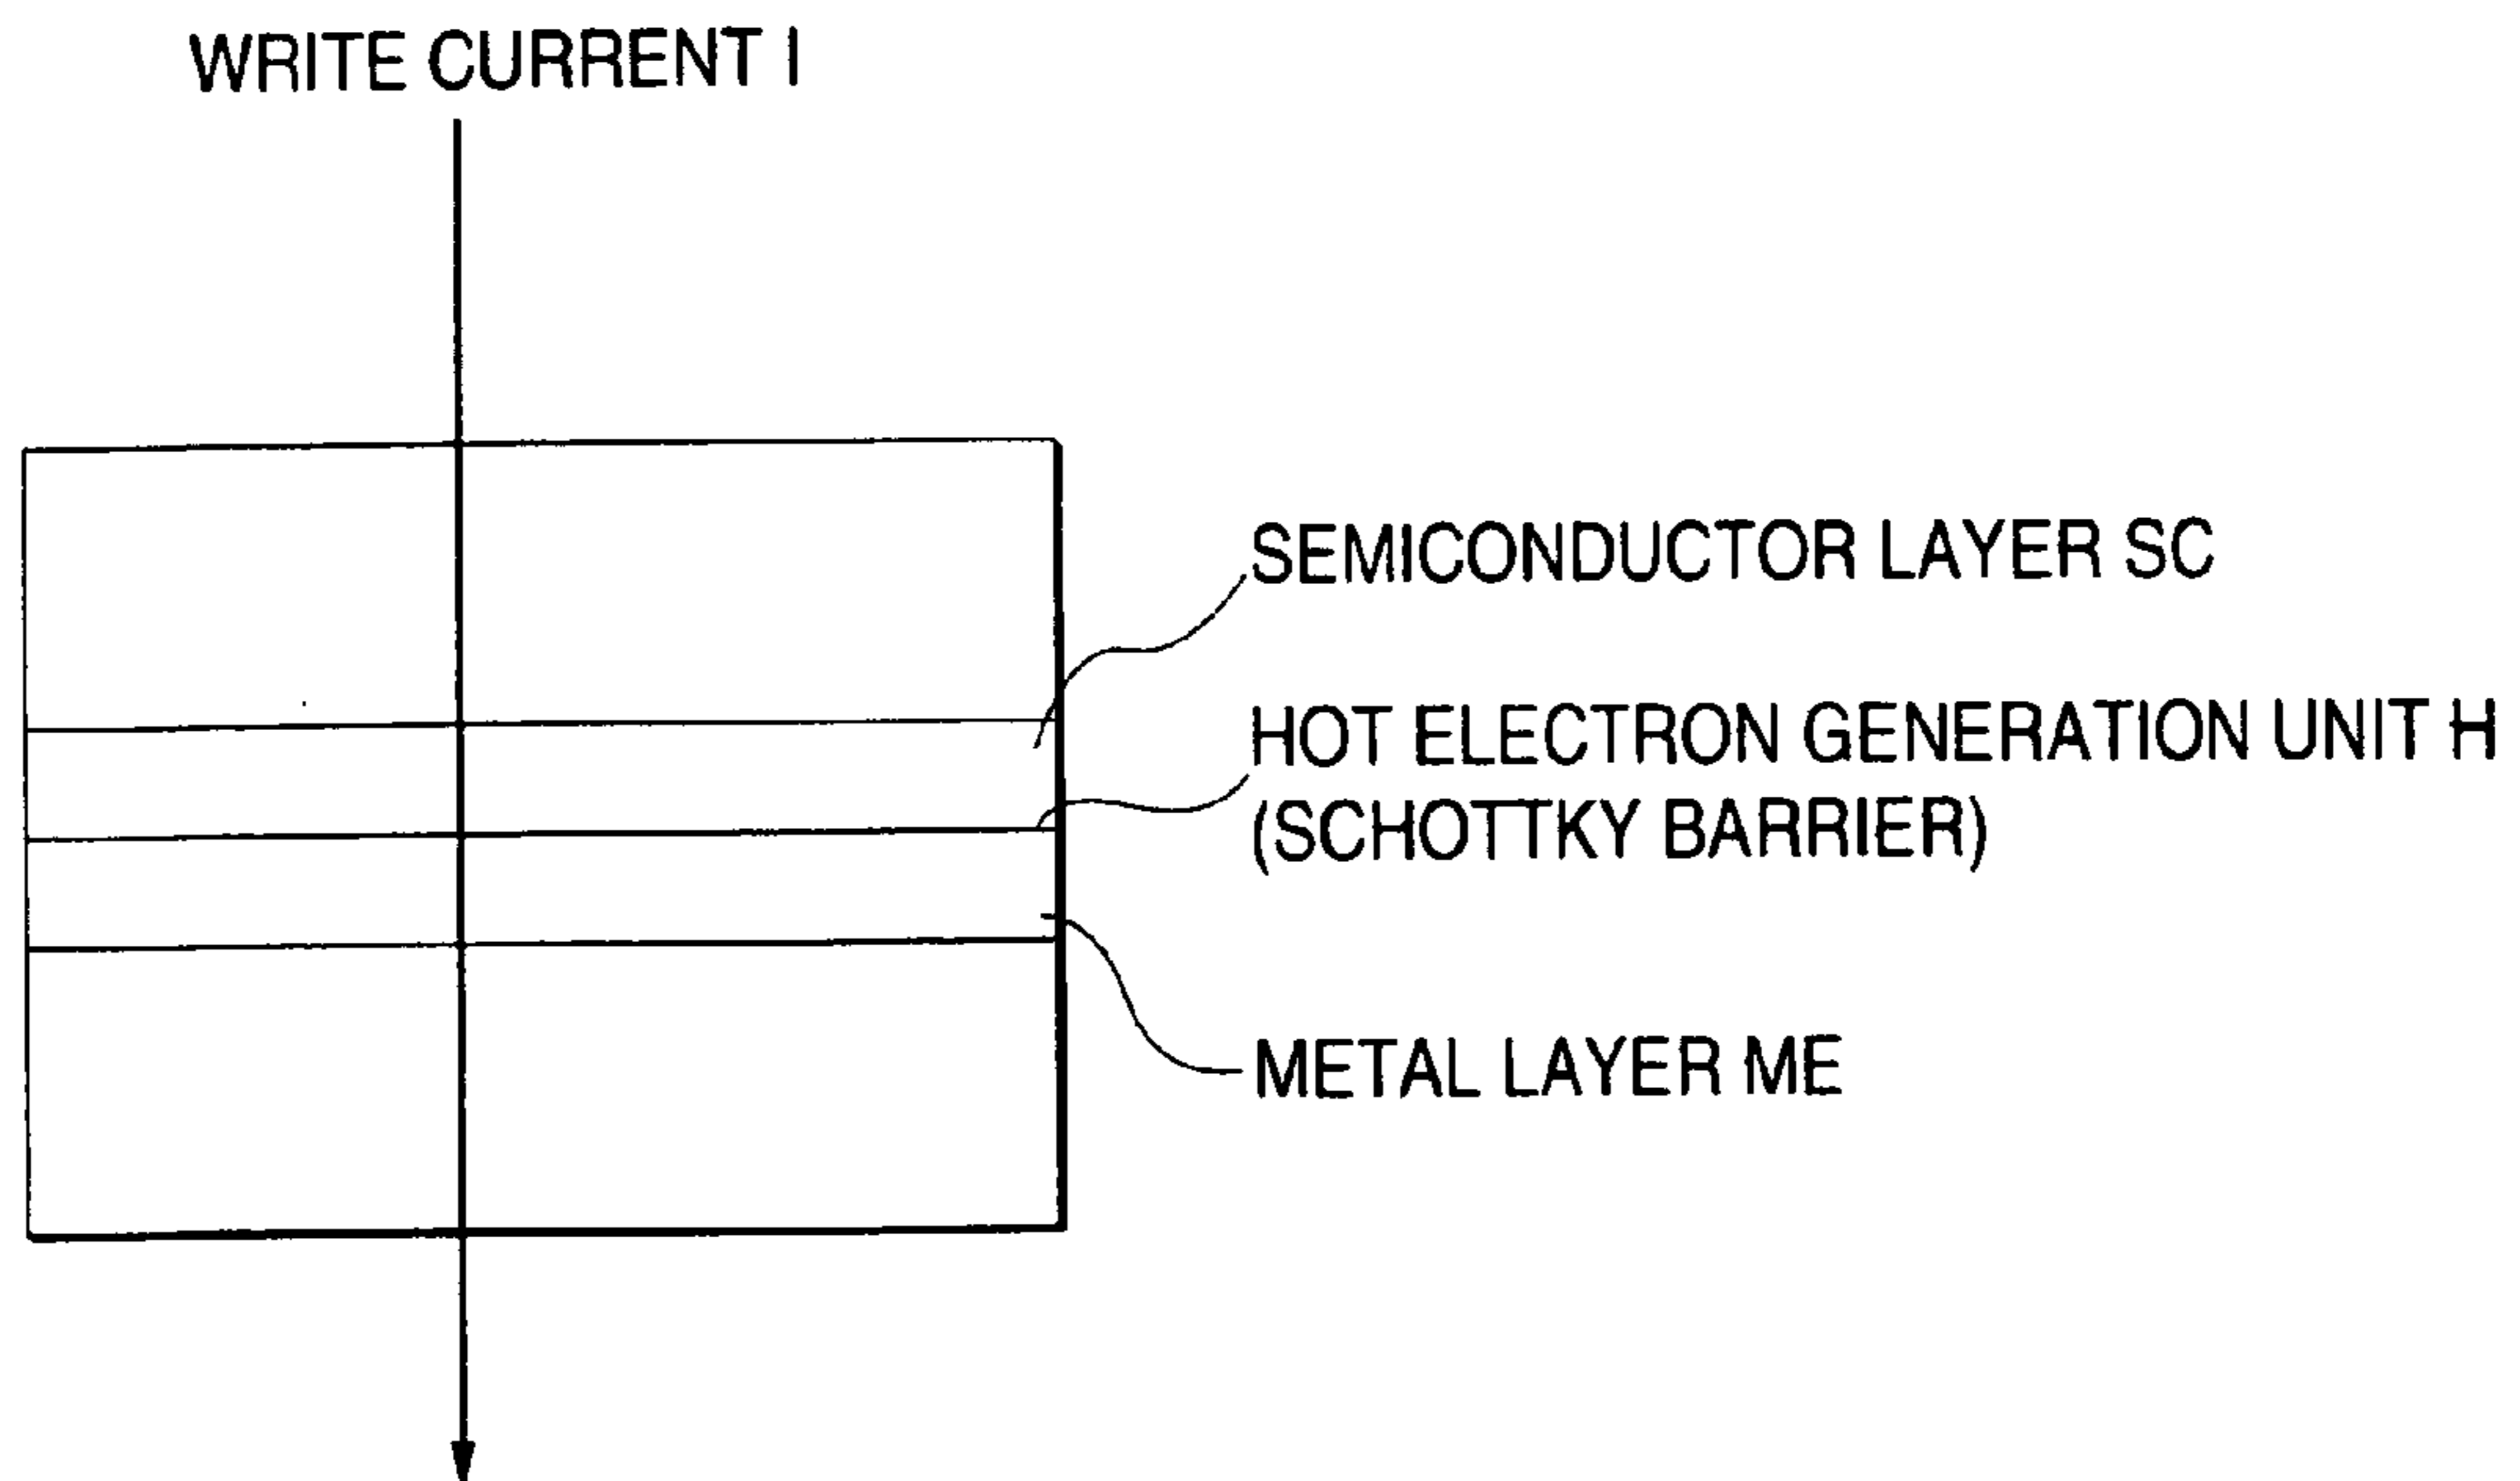 WRITE CURRENT I
SEMICONDUCTOR LAYER SC
HOT ELECTRON GENERATION UNIT H
(SCHOTTKY BARRIER)
METAL LAYER ME